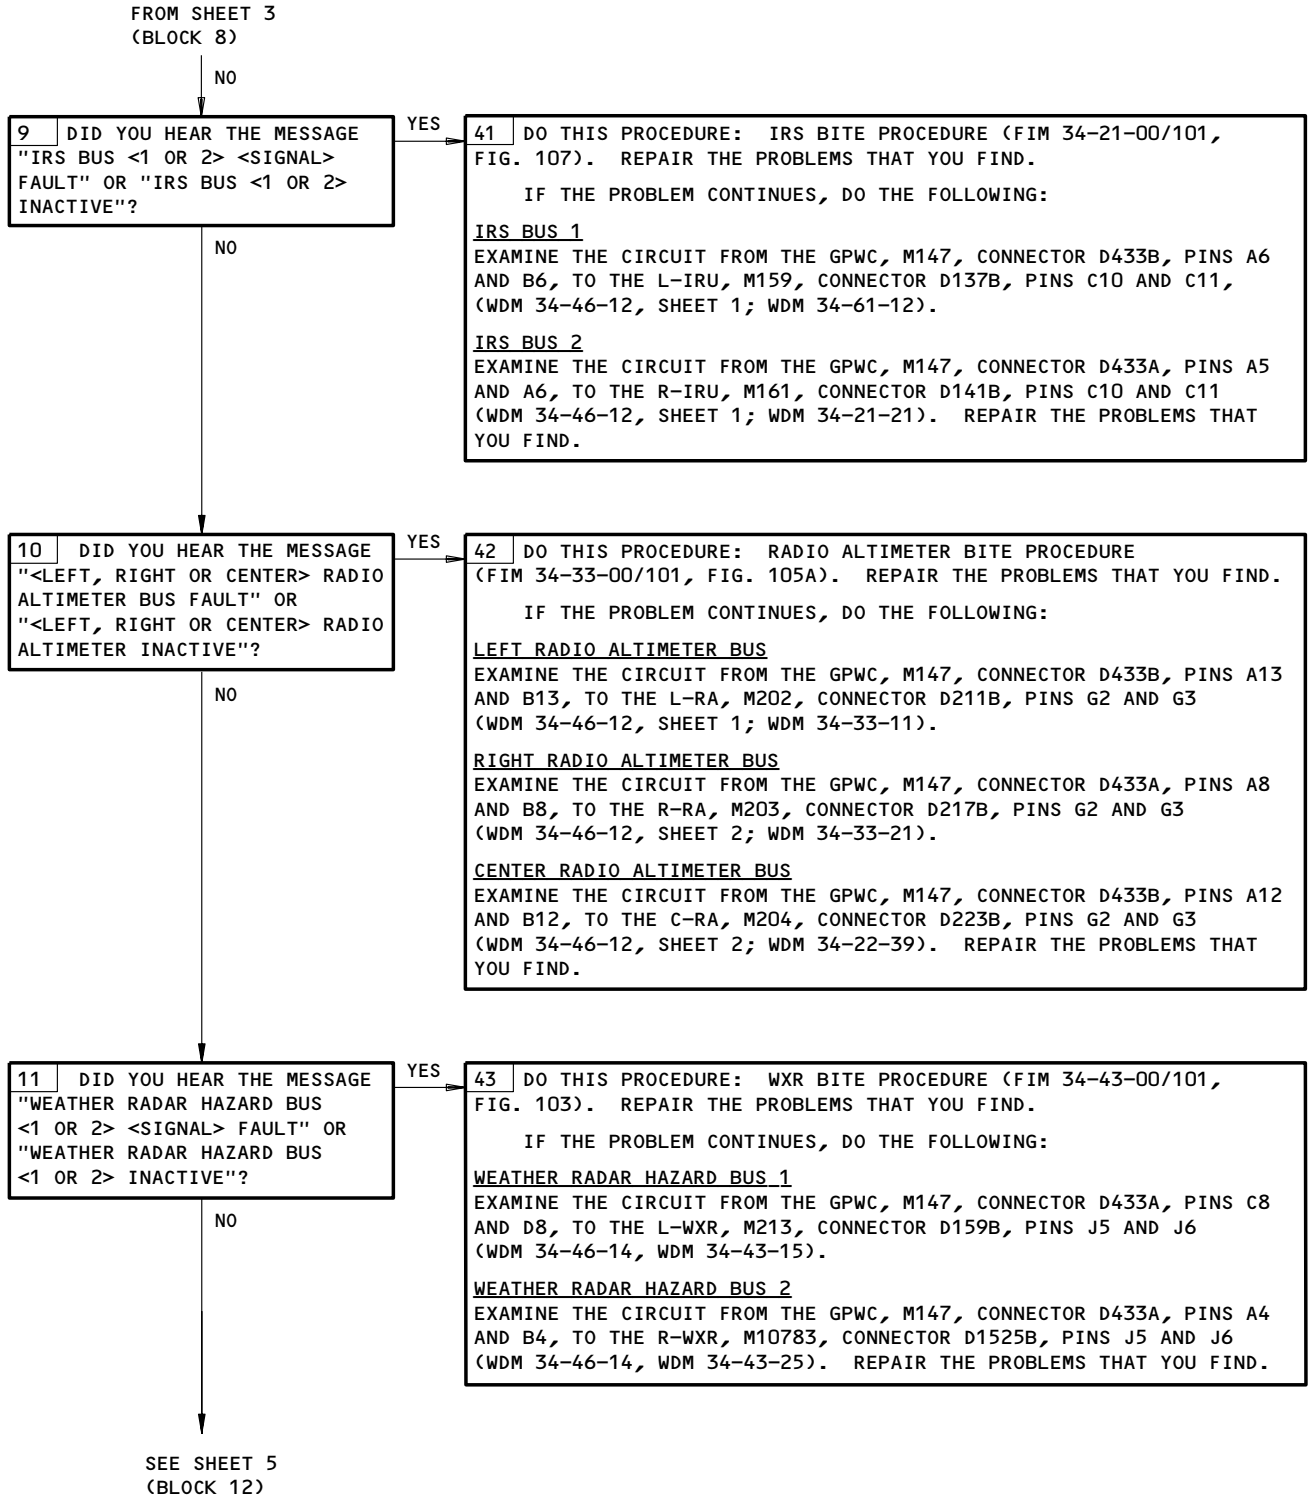 FROM SHEET 3
(BLOCK 8)
NO
9 DID YOU HEAR THE MESSAGE
"IRS BUS <1 OR 2> <SIGNAL>
FAULT" OR "IRS BUS <1 OR 2>
INACTIVE"?
YES
41 DO THIS PROCEDURE: IRS BITE PROCEDURE (FIM 34-21-00/101,
FIG. 107). REPAIR THE PROBLEMS THAT YOU FIND.
IF THE PROBLEM CONTINUES, DO THE FOLLOWING:
IRS BUS 1
EXAMINE THE CIRCUIT FROM THE GPWC, M147, CONNECTOR D433B, PINS A6
AND B6, TO THE L-IRU, M159, CONNECTOR D137B, PINS C10 AND C11,
(WDM 34-46-12, SHEET 1; WDM 34-61-12).
IRS BUS 2
EXAMINE THE CIRCUIT FROM THE GPWC, M147, CONNECTOR D433A, PINS A5
AND A6, TO THE R-IRU, M161, CONNECTOR D141B, PINS C10 AND C11
(WDM 34-46-12, SHEET 1; WDM 34-21-21). REPAIR THE PROBLEMS THAT
YOU FIND.
NO
10 DID YOU HEAR THE MESSAGE
"<LEFT, RIGHT OR CENTER> RADIO
ALTIMETER BUS FAULT" OR
"<LEFT, RIGHT OR CENTER> RADIO
ALTIMETER INACTIVE"?
YES
42 DO THIS PROCEDURE: RADIO ALTIMETER BITE PROCEDURE
(FIM 34-33-00/101, FIG. 105A). REPAIR THE PROBLEMS THAT YOU FIND.
IF THE PROBLEM CONTINUES, DO THE FOLLOWING:
LEFT RADIO ALTIMETER BUS
EXAMINE THE CIRCUIT FROM THE GPWC, M147, CONNECTOR D433B, PINS A13
AND B13, TO THE L-RA, M202, CONNECTOR D211B, PINS G2 AND G3
(WDM 34-46-12, SHEET 1; WDM 34-33-11).
RIGHT RADIO ALTIMETER BUS
EXAMINE THE CIRCUIT FROM THE GPWC, M147, CONNECTOR D433A, PINS A8
AND B8, TO THE R-RA, M203, CONNECTOR D217B, PINS G2 AND G3
(WDM 34-46-12, SHEET 2; WDM 34-33-21).
CENTER RADIO ALTIMETER BUS
EXAMINE THE CIRCUIT FROM THE GPWC, M147, CONNECTOR D433B, PINS A12
AND B12, TO THE C-RA, M204, CONNECTOR D223B, PINS G2 AND G3
(WDM 34-46-12, SHEET 2; WDM 34-22-39). REPAIR THE PROBLEMS THAT
YOU FIND.
NO
11 DID YOU HEAR THE MESSAGE
"WEATHER RADAR HAZARD BUS
<1 OR 2> <SIGNAL> FAULT" OR
"WEATHER RADAR HAZARD BUS
<1 OR 2> INACTIVE"?
YES
43 DO THIS PROCEDURE: WXR BITE PROCEDURE (FIM 34-43-00/101,
FIG. 103). REPAIR THE PROBLEMS THAT YOU FIND.
IF THE PROBLEM CONTINUES, DO THE FOLLOWING:
WEATHER RADAR HAZARD BUS 1
EXAMINE THE CIRCUIT FROM THE GPWC, M147, CONNECTOR D433A, PINS C8
AND D8, TO THE L-WXR, M213, CONNECTOR D159B, PINS J5 AND J6
(WDM 34-46-14, WDM 34-43-15).
WEATHER RADAR HAZARD BUS 2
EXAMINE THE CIRCUIT FROM THE GPWC, M147, CONNECTOR D433A, PINS A4
AND B4, TO THE R-WXR, M10783, CONNECTOR D1525B, PINS J5 AND J6
(WDM 34-46-14, WDM 34-43-25). REPAIR THE PROBLEMS THAT YOU FIND.
NO
SEE SHEET 5
(BLOCK 12)